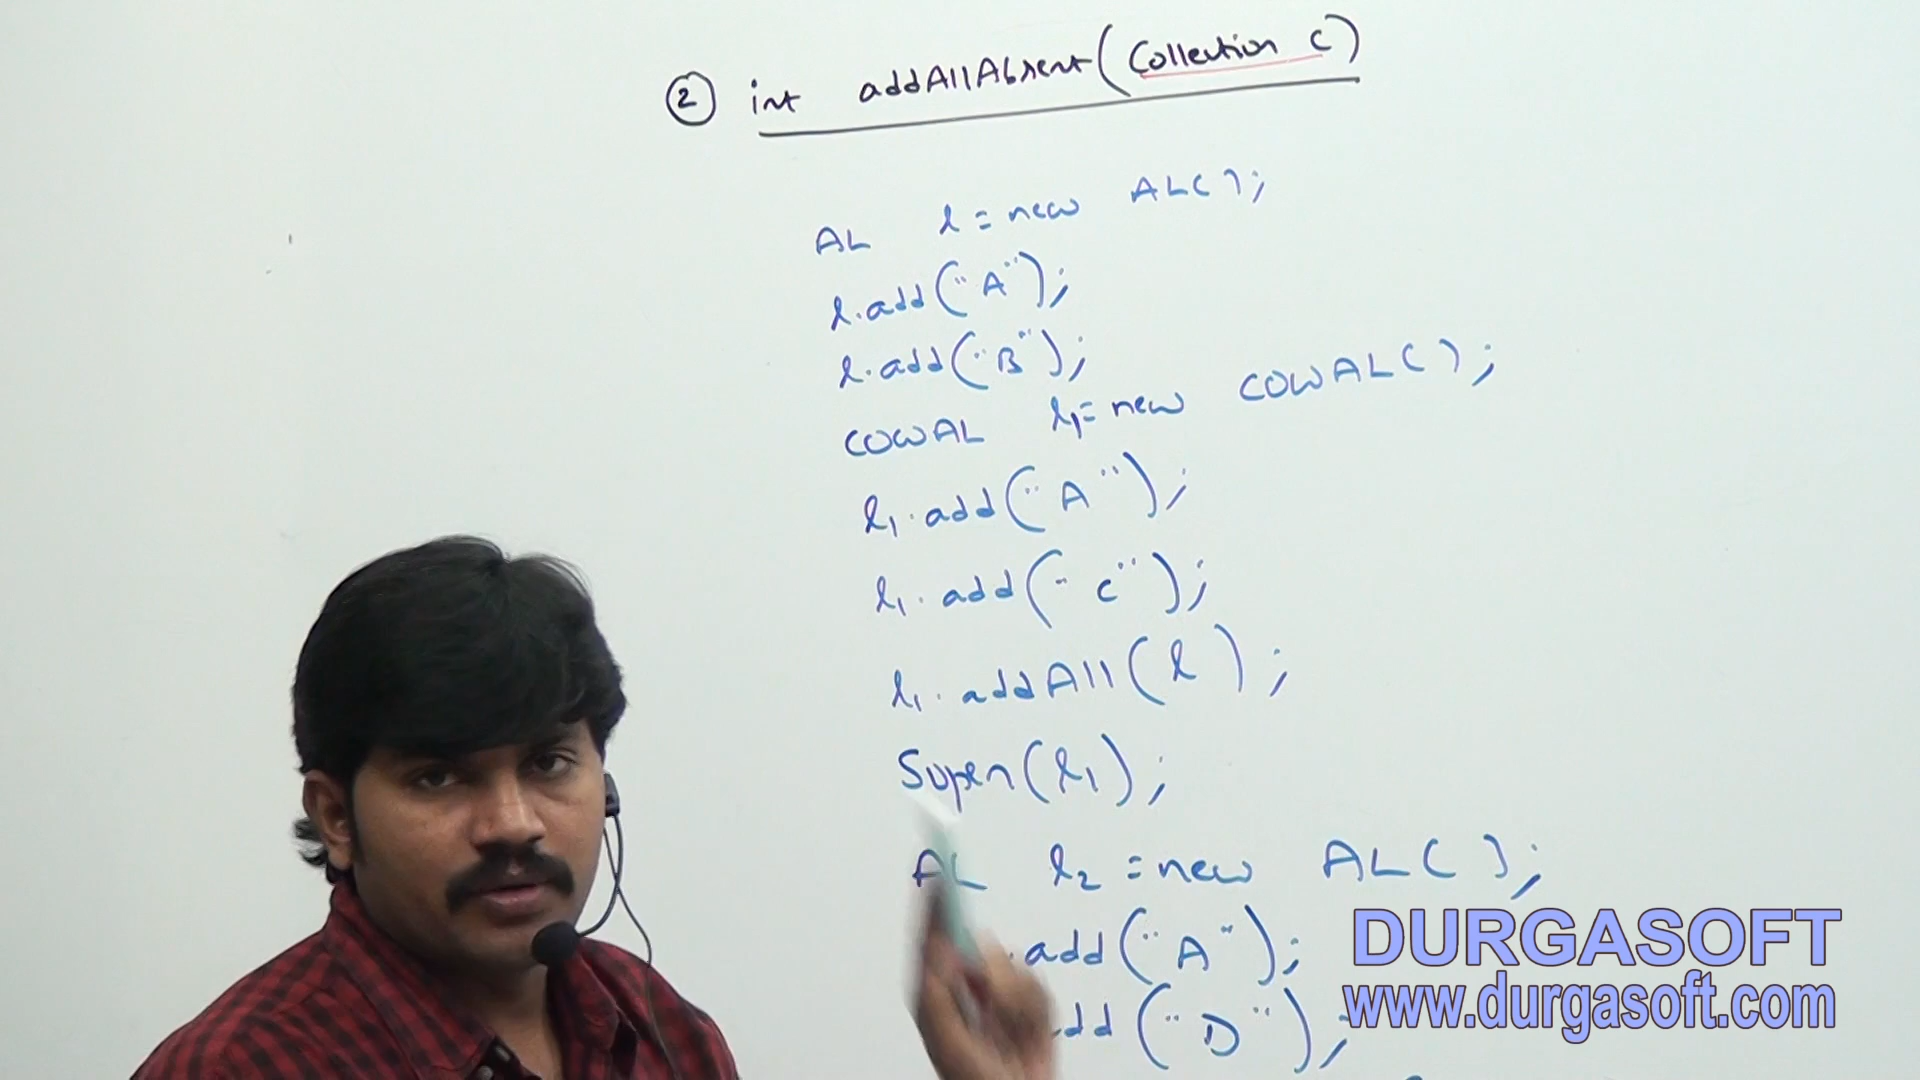 ② int addAllAbsent(Collection C)
AL l = new AL();
l.add("A");
l.add("B");
COWAL l1 = new COWAL();
l1.add("A");
l1.add("C");
l1.addAll(l);
Sopln(l1);
AL l2 = new AL();
.add("A");
add("D");
DURGASOFT
www.durgasoft.com